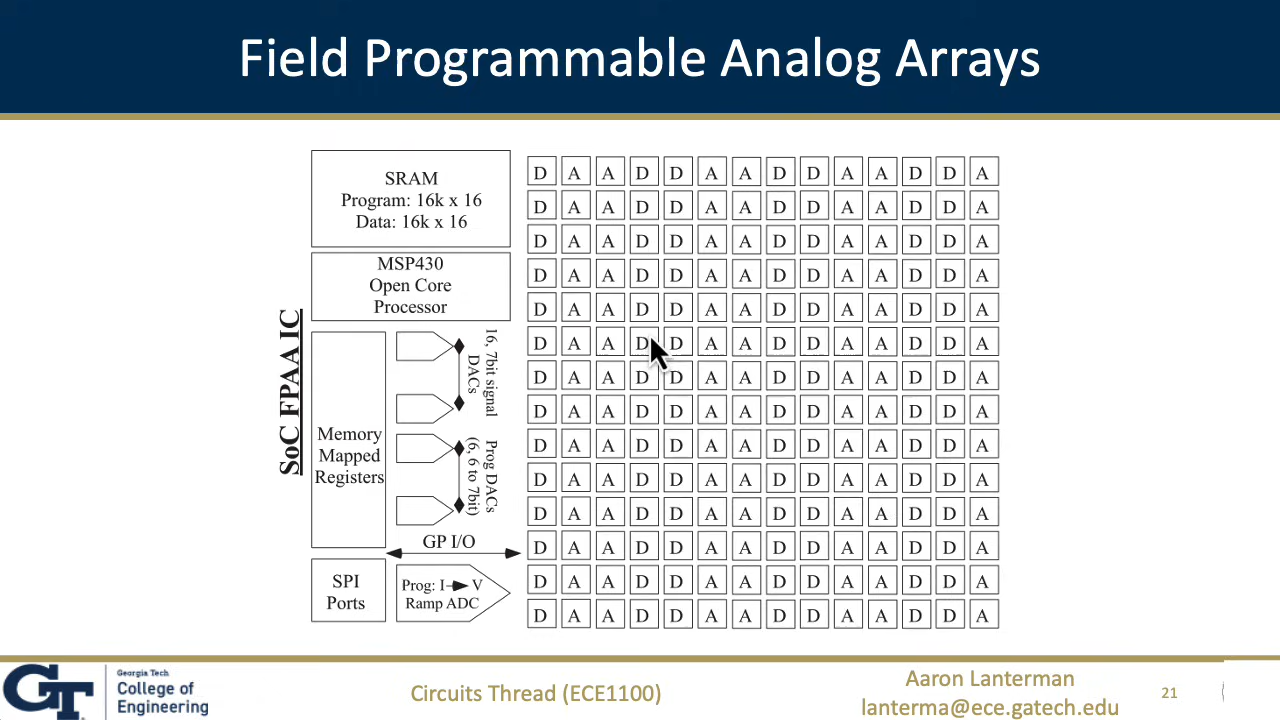 Field Programmable Analog Arrays
SoC FPAA IC
SRAM
Program: 16k x 16
Data: 16k x 16
MSP430
Open Core
Processor
Memory
Mapped
Registers
16, 7bit signal
DACs
Prog DACs
(6, 6 to 7bit)
GP I/O
SPI
Ports
Prog: I V
Ramp ADC
D A A D D A A D D A A D D A
D A A D D A A D D A A D D A
D A A D D A A D D A A D D A
D A A D D A A D D A A D D A
D A A D D A A D D A A D D A
D A A D D A A D D A A D D A
D A A D D A A D D A A D D A
D A A D D A A D D A A D D A
D A A D D A A D D A A D D A
D A A D D A A D D A A D D A
D A A D D A A D D A A D D A
D A A D D A A D D A A D D A
D A A D D A A D D A A D D A
D A A D D A A D D A A D D A
GT
Georgia Tech
College of
Engineering
Circuits Thread (ECE1100)
Aaron Lanterman
lanterma@ece.gatech.edu
21